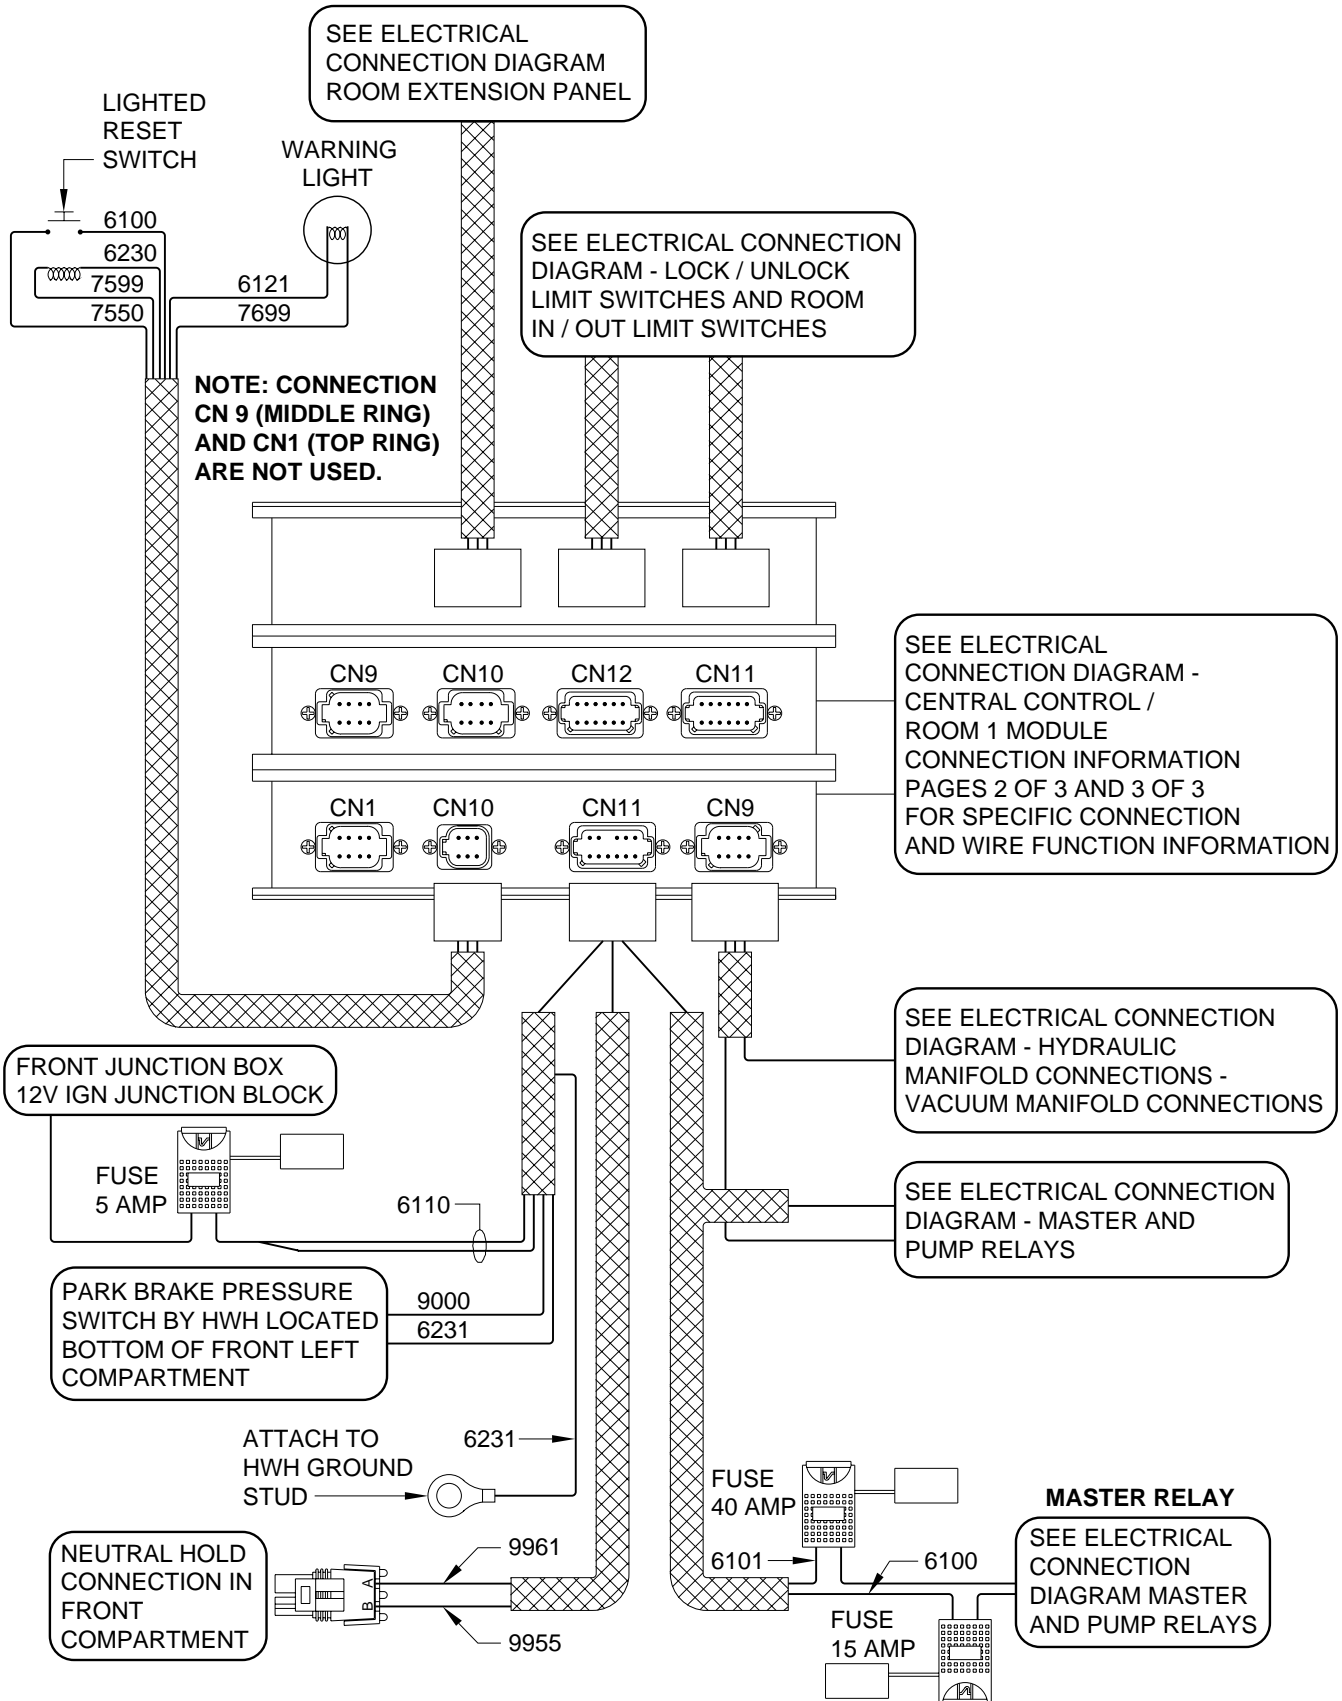 SEE ELECTRICAL
CONNECTION DIAGRAM
ROOM EXTENSION PANEL
LIGHTED
RESET
SWITCH
WARNING
LIGHT
6100
6230
7599
7550
6121
7699
SEE ELECTRICAL CONNECTION
DIAGRAM - LOCK / UNLOCK
LIMIT SWITCHES AND ROOM
IN / OUT LIMIT SWITCHES
NOTE: CONNECTION
CN 9 (MIDDLE RING)
AND CN1 (TOP RING)
ARE NOT USED.
CN9
CN10
CN12
CN11
CN1
CN10
CN11
CN9
SEE ELECTRICAL
CONNECTION DIAGRAM -
CENTRAL CONTROL /
ROOM 1 MODULE
CONNECTION INFORMATION
PAGES 2 OF 3 AND 3 OF 3
FOR SPECIFIC CONNECTION
AND WIRE FUNCTION INFORMATION
SEE ELECTRICAL CONNECTION
DIAGRAM - HYDRAULIC
MANIFOLD CONNECTIONS -
VACUUM MANIFOLD CONNECTIONS
FRONT JUNCTION BOX
12V IGN JUNCTION BLOCK
FUSE
5 AMP
6110
SEE ELECTRICAL CONNECTION
DIAGRAM - MASTER AND
PUMP RELAYS
PARK BRAKE PRESSURE
SWITCH BY HWH LOCATED
BOTTOM OF FRONT LEFT
COMPARTMENT
9000
6231
ATTACH TO
HWH GROUND
STUD
6231
FUSE
40 AMP
MASTER RELAY
SEE ELECTRICAL
CONNECTION
DIAGRAM MASTER
AND PUMP RELAYS
6101
6100
FUSE
15 AMP
NEUTRAL HOLD
CONNECTION IN
FRONT
COMPARTMENT
A
B
9961
9955